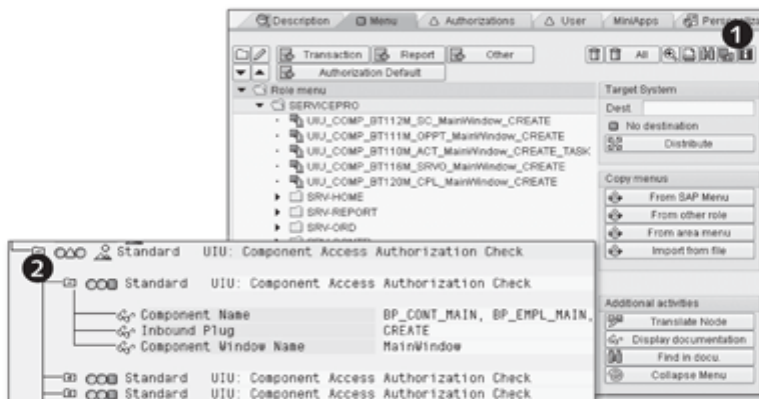 Description Menu Authorizations User MiniApps
1
Transaction Report Other All
Authorization Default
Role menu
SERVICEPRO
UIU_COMP_BT112M_SC_MainWindow_CREATE
UIU_COMP_BT111M_OPPT_MainWindow_CREATE
UIU_COMP_BT110M_ACT_MainWindow_CREATE_TASK
UIU_COMP_BT116M_SRVO_MainWindow_CREATE
UIU_COMP_BT120M_CPL_MainWindow_CREATE
SRV-HOME
SRV-REPORT
SRV-ORD
Target System
Dest.
No destination
Distribute
Copy menus
From SAP Menu
From other role
From area menu
Import from file
Additional activities
Translate Node
Display documentation
Find in docu.
Collapse Menu
2
Standard UIU: Component Access Authorization Check
Standard UIU: Component Access Authorization Check
Component Name BP_CONT_MAIN, BP_EMPL_MAIN,
Inbound Plug CREATE
Component Window Name MainWindow
Standard UIU: Component Access Authorization Check
Standard UIU: Component Access Authorization Check